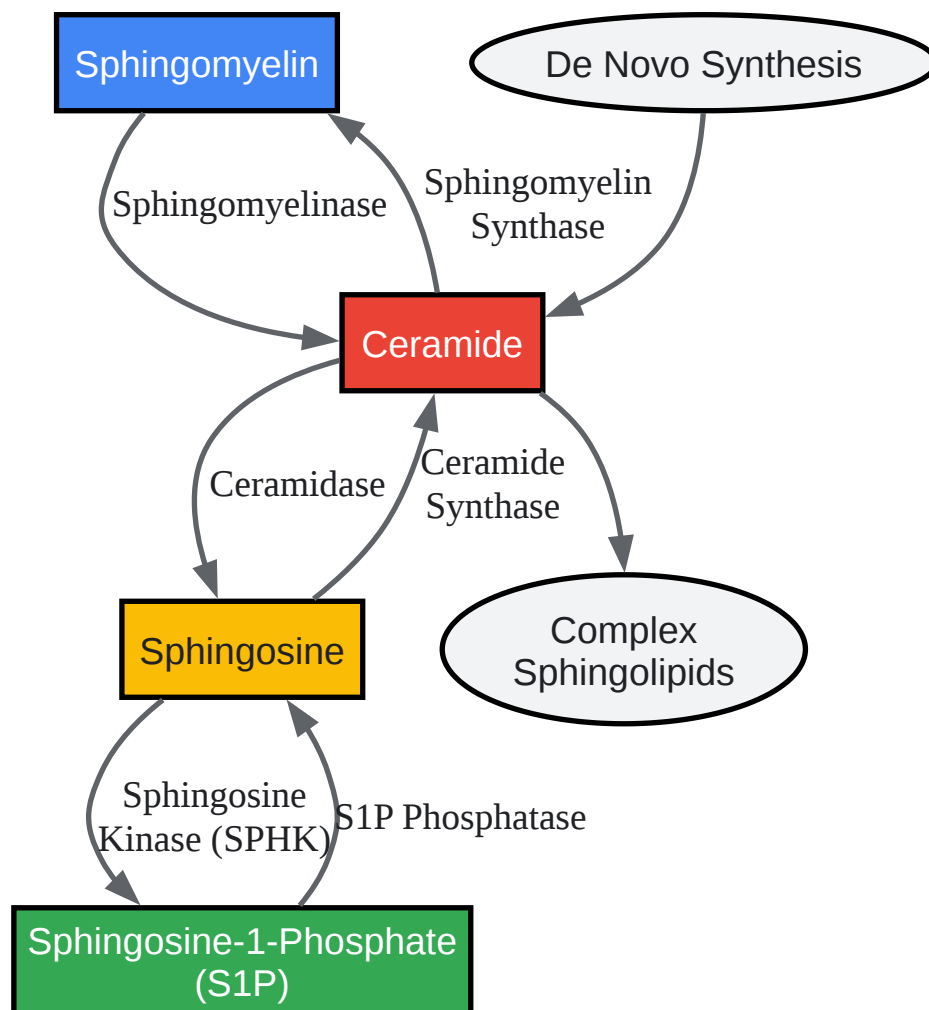 Sphingomyelin
De Novo Synthesis
Sphingomyelinase
Sphingomyelin
Synthase
Ceramide
Ceramidase
Ceramide
Synthase
Sphingosine
Complex
Sphingolipids
Sphingosine
Kinase (SPHK)
S1P Phosphatase
Sphingosine-1-Phosphate
(S1P)